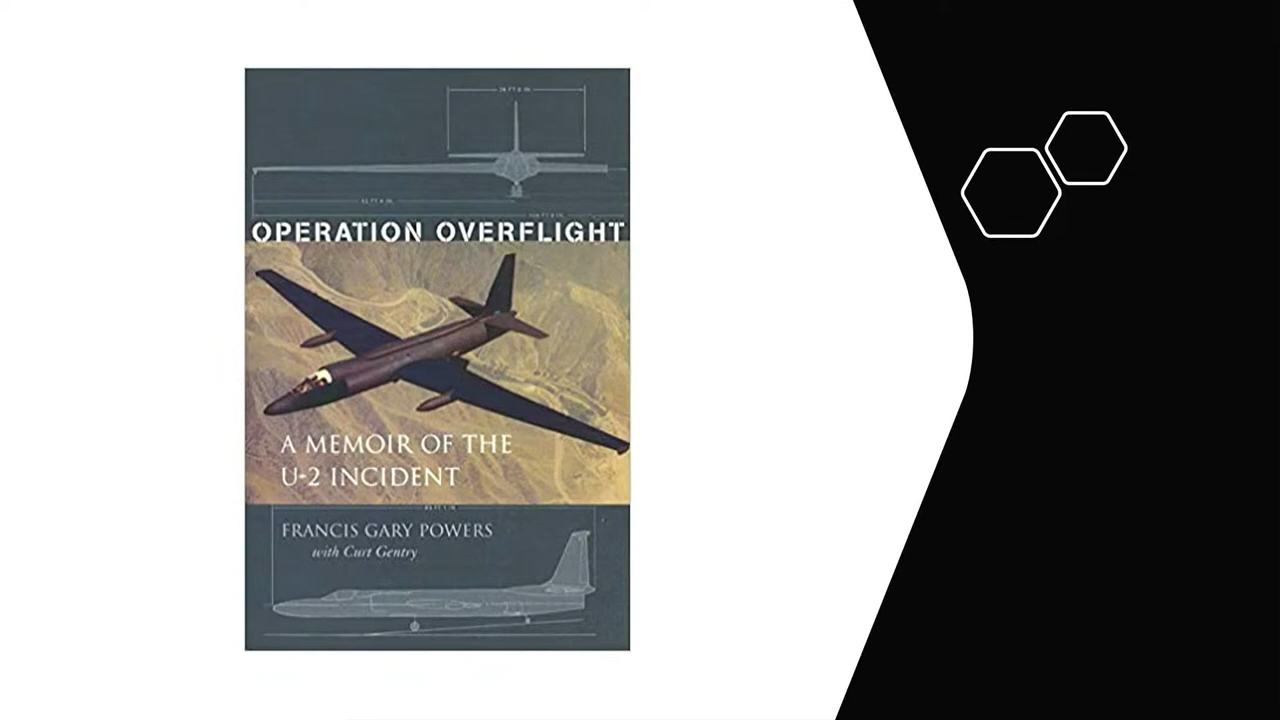 OPERATION OVERFLIGHT
A MEMOIR OF THE
U-2 INCIDENT
FRANCIS GARY POWERS
with Curt Gentry